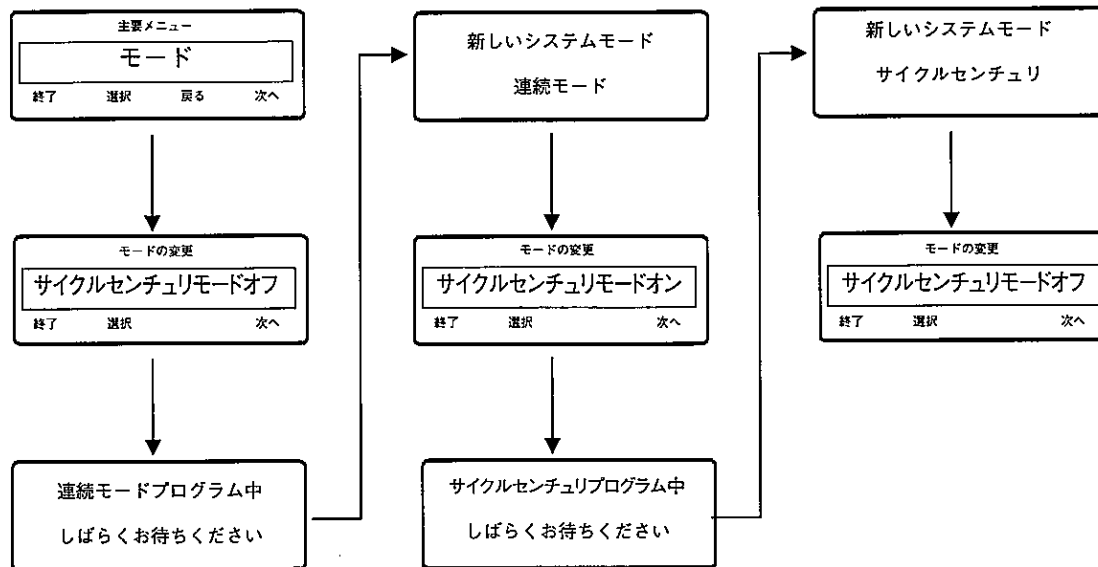 主要メニュー
モード
終了 選択 戻る 次へ
モードの変更
サイクルセンチュリモードオフ
終了 選択 次へ
連続モードプログラム中
しばらくお待ちください
新しいシステムモード
連続モード
モードの変更
サイクルセンチュリモードオン
終了 選択 次へ
サイクルセンチュリプログラム中
しばらくお待ちください
新しいシステムモード
サイクルセンチュリ
モードの変更
サイクルセンチュリモードオフ
終了 選択 次へ